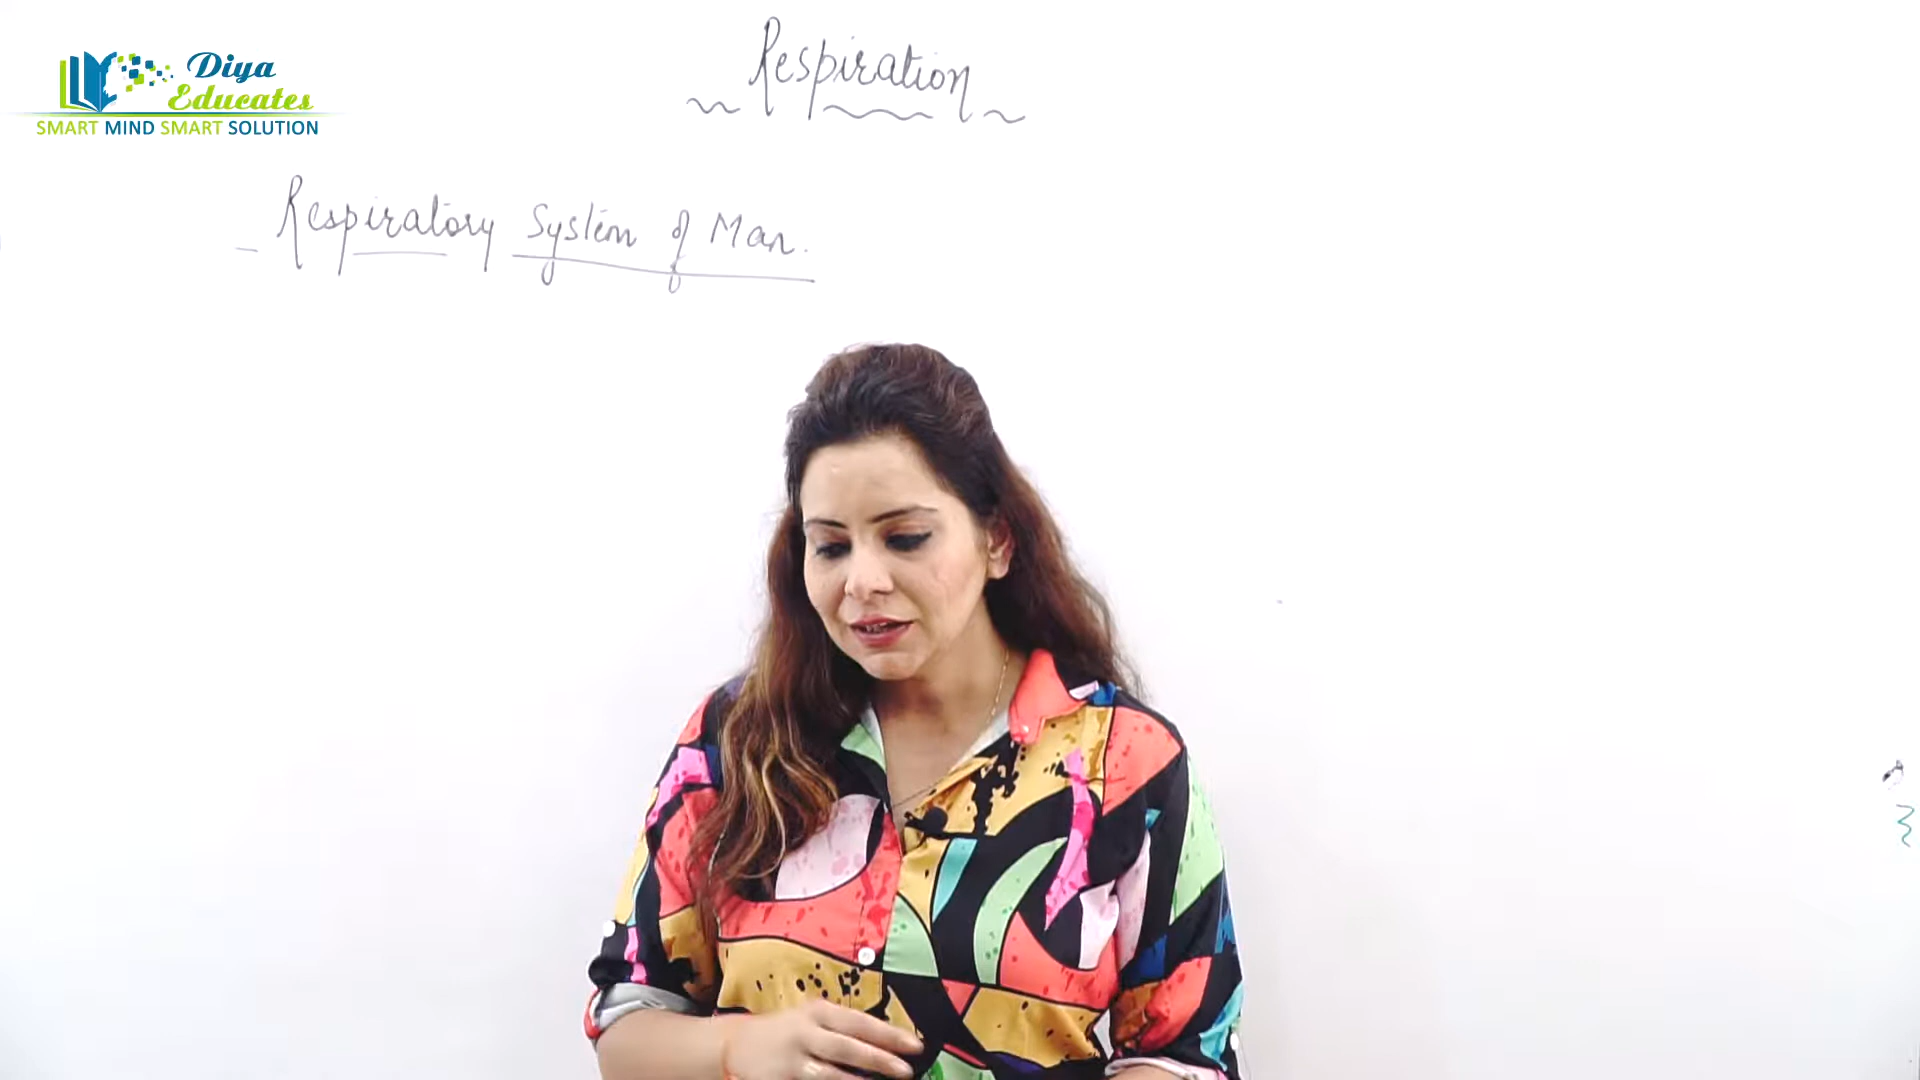 Respiration
Diya
Educates
SMART MIND SMART SOLUTION
Respiratory System of Man.